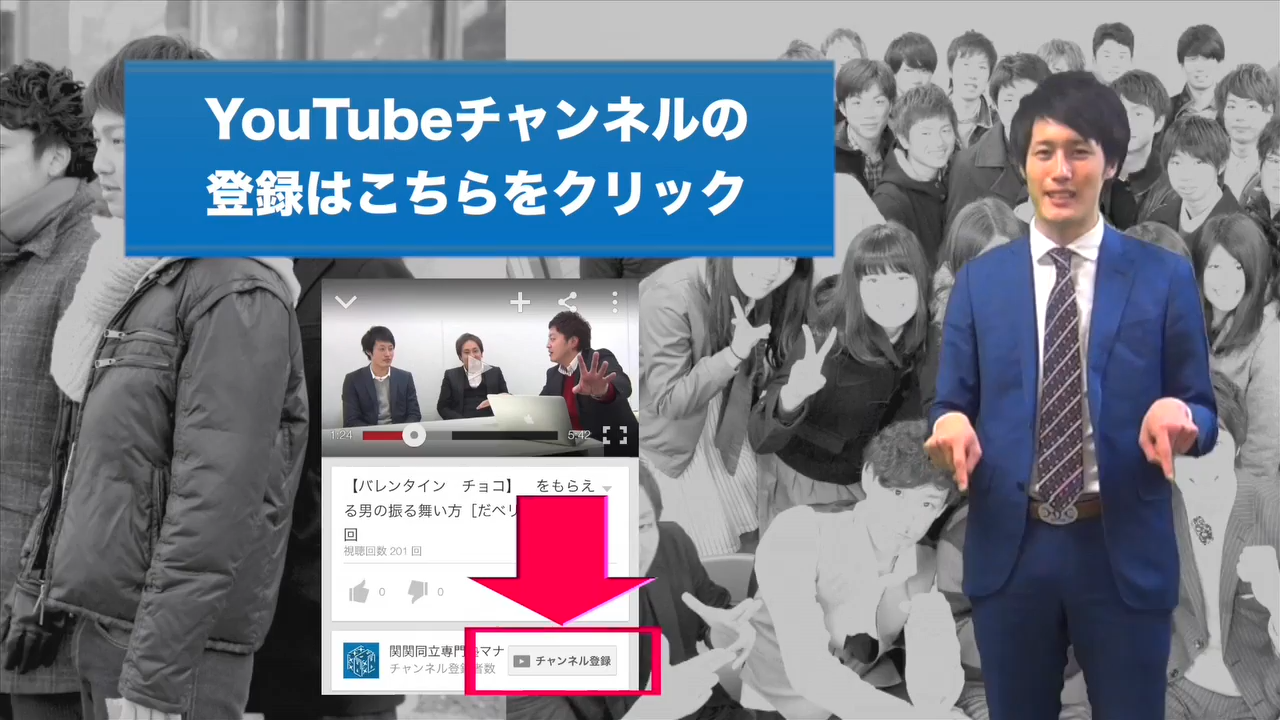 YouTubeチャンネルの
登録はこちらをクリック
1:24
5:42
【バレンタイン チョコ】 をもらえ
る男の振る舞い方［だべリ
回
視聴回数 201 回
0
0
関関同立専門塾マナ
チャンネル登録者数
チャンネル登録